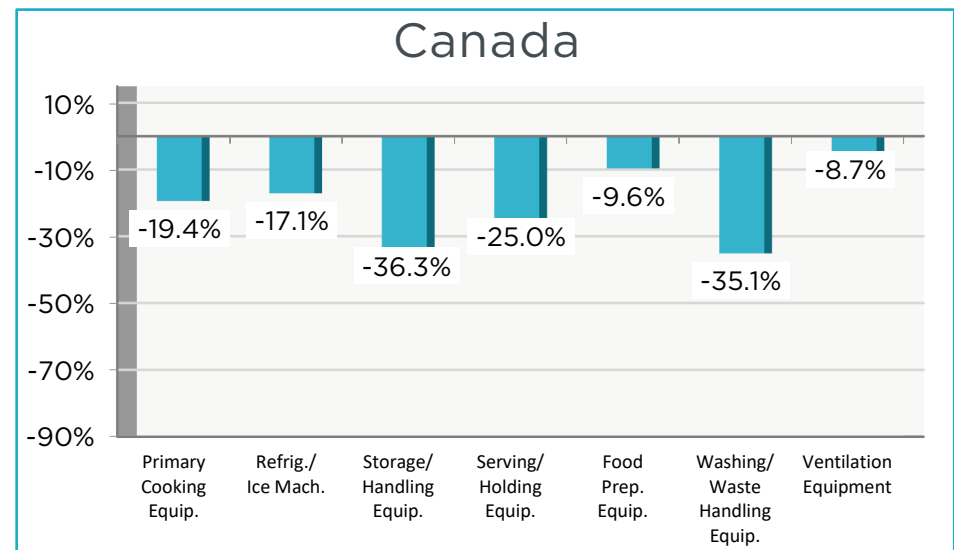 Canada
10%
-10%
-30%
-50%
-70%
-90%
-19.4%
-17.1%
-36.3%
-25.0%
-9.6%
-35.1%
-8.7%
Primary
Cooking
Equip.
Refrig./
Ice Mach.
Storage/
Handling
Equip.
Serving/
Holding
Equip.
Food
Prep.
Equip.
Washing/
Waste
Handling
Equip.
Ventilation
Equipment